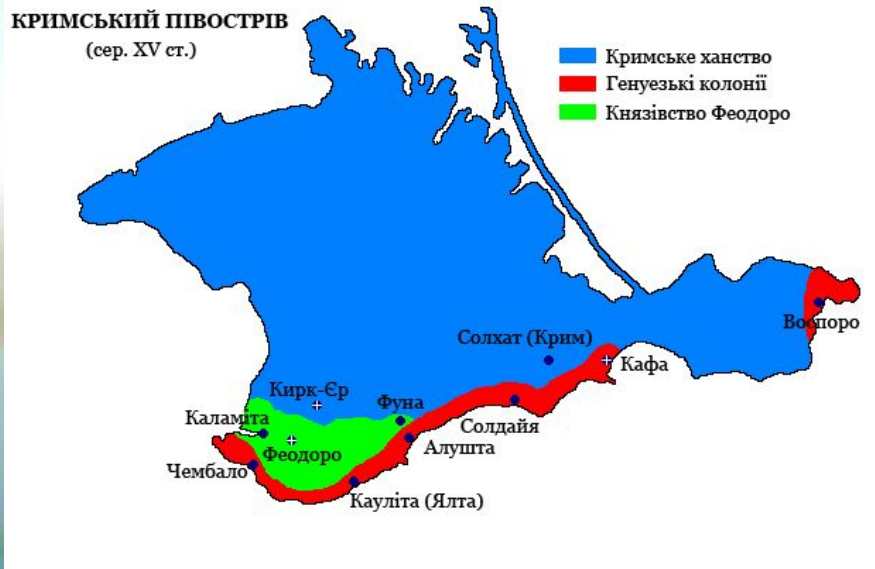 КРИМСЬКИЙ ПІВОСТРІВ
(сер. XV ст.)
Кримське ханство
Генуезькі колонії
Князівство Феодоро
Воспоро
Солхат (Крим)
Кафа
Кирк-Єр
Фуна
Каламіта
Солдайя
Феодоро
Алушта
Чембало
Кауліта (Ялта)